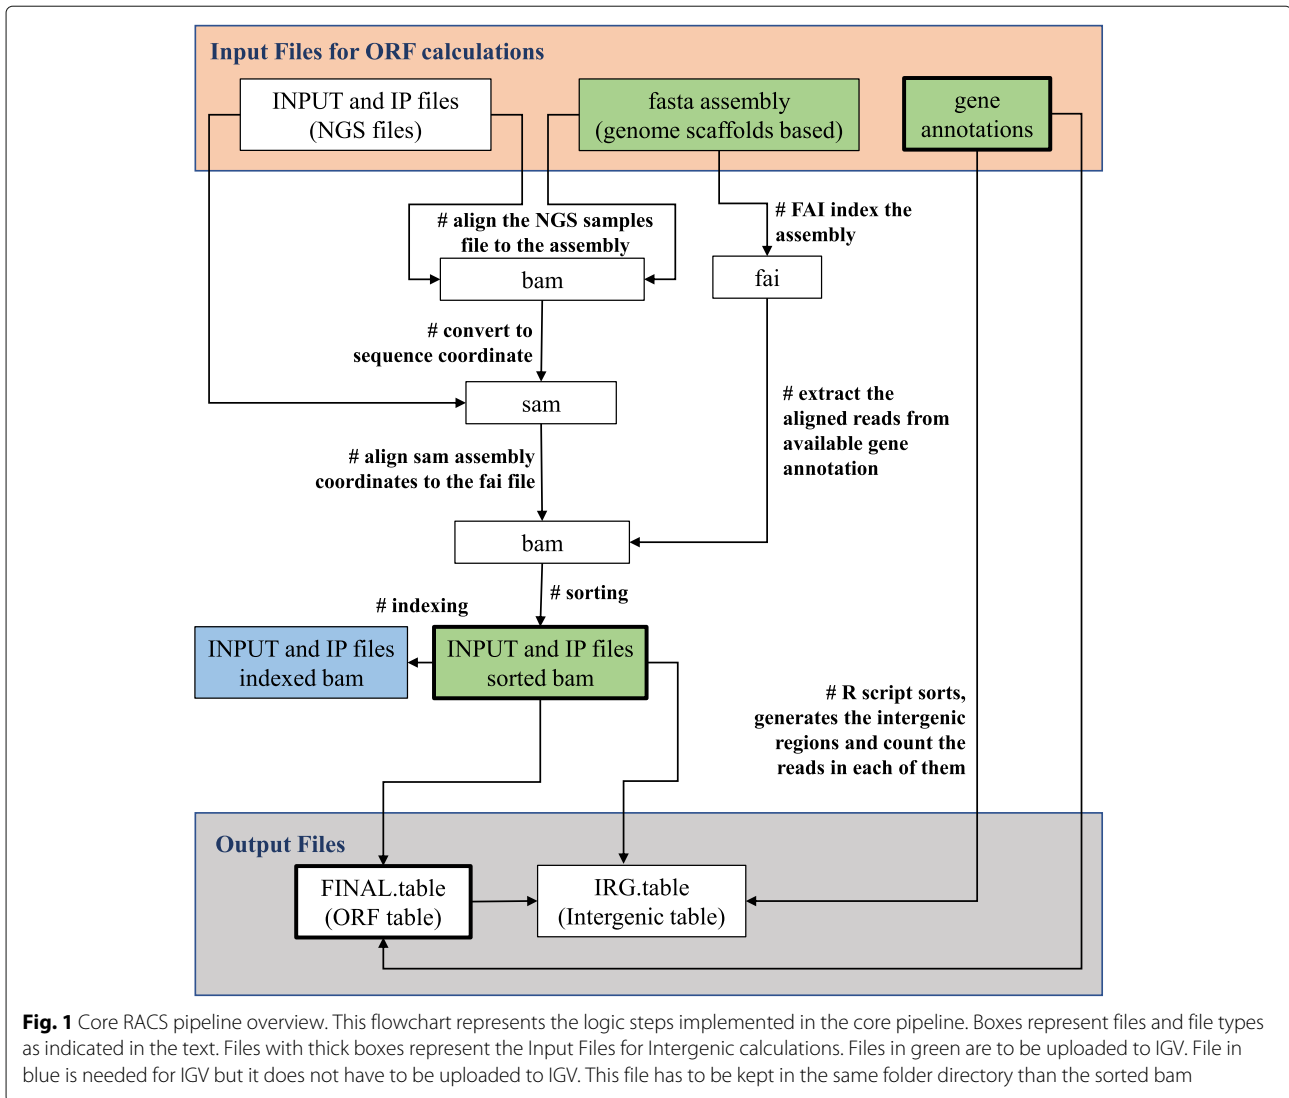 Input Files for ORF calculations
INPUT and IP files
(NGS files)
fasta assembly
(genome scaffolds based)
gene
annotations
# align the NGS samples
file to the assembly
# FAI index the
assembly
bam
fai
# convert to
sequence coordinate
sam
# extract the
aligned reads from
available gene
annotation
# align sam assembly
coordinates to the fai file
bam
# sorting
# indexing
INPUT and IP files
indexed bam
INPUT and IP files
sorted bam
# R script sorts,
generates the intergenic
regions and count the
reads in each of them
Output Files
FINAL.table
(ORF table)
IRG.table
(Intergenic table)
Fig. 1 Core RACS pipeline overview. This flowchart represents the logic steps implemented in the core pipeline. Boxes represent files and file types
as indicated in the text. Files with thick boxes represent the Input Files for Intergenic calculations. Files in green are to be uploaded to IGV. File in
blue is needed for IGV but it does not have to be uploaded to IGV. This file has to be kept in the same folder directory than the sorted bam